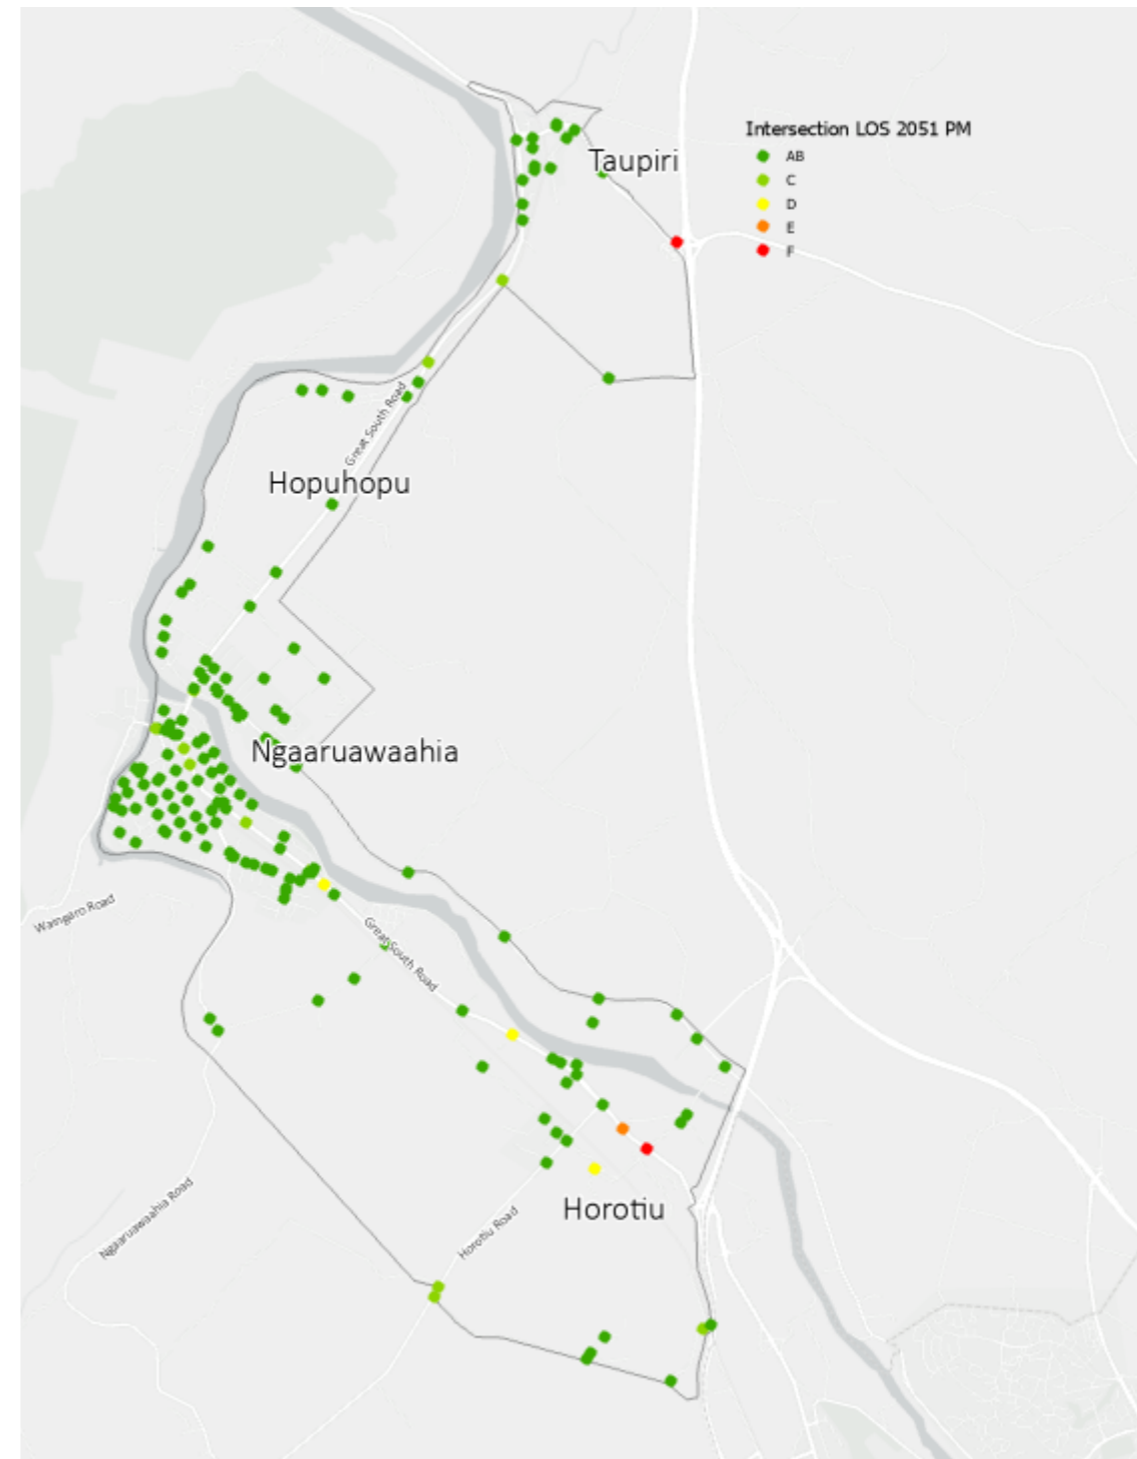 Taupiri
Intersection LOS 2051 PM
AB
C
D
E
F
Great South Road
Hopuhopu
Ngaaruawaahia
Waingaro Road
Great South Road
Ngaaruawaahia Road
Horotiu Road
Horotiu